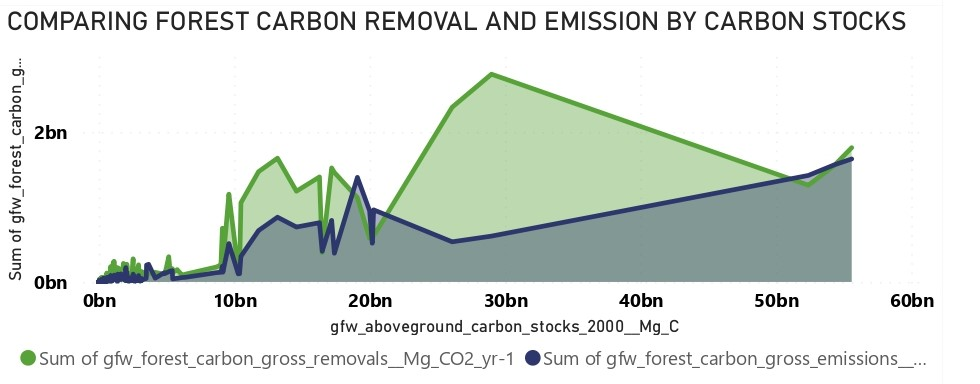 COMPARING FOREST CARBON REMOVAL AND EMISSION BY CARBON STOCKS
Sum of gfw_forest_carbon_g...
2bn
0bn
0bn 10bn 20bn 30bn 40bn 50bn 60bn
gfw_aboveground_carbon_stocks_2000__Mg_C
Sum of gfw_forest_carbon_gross_removals__Mg_CO2_yr-1 Sum of gfw_forest_carbon_gross_emissions__...